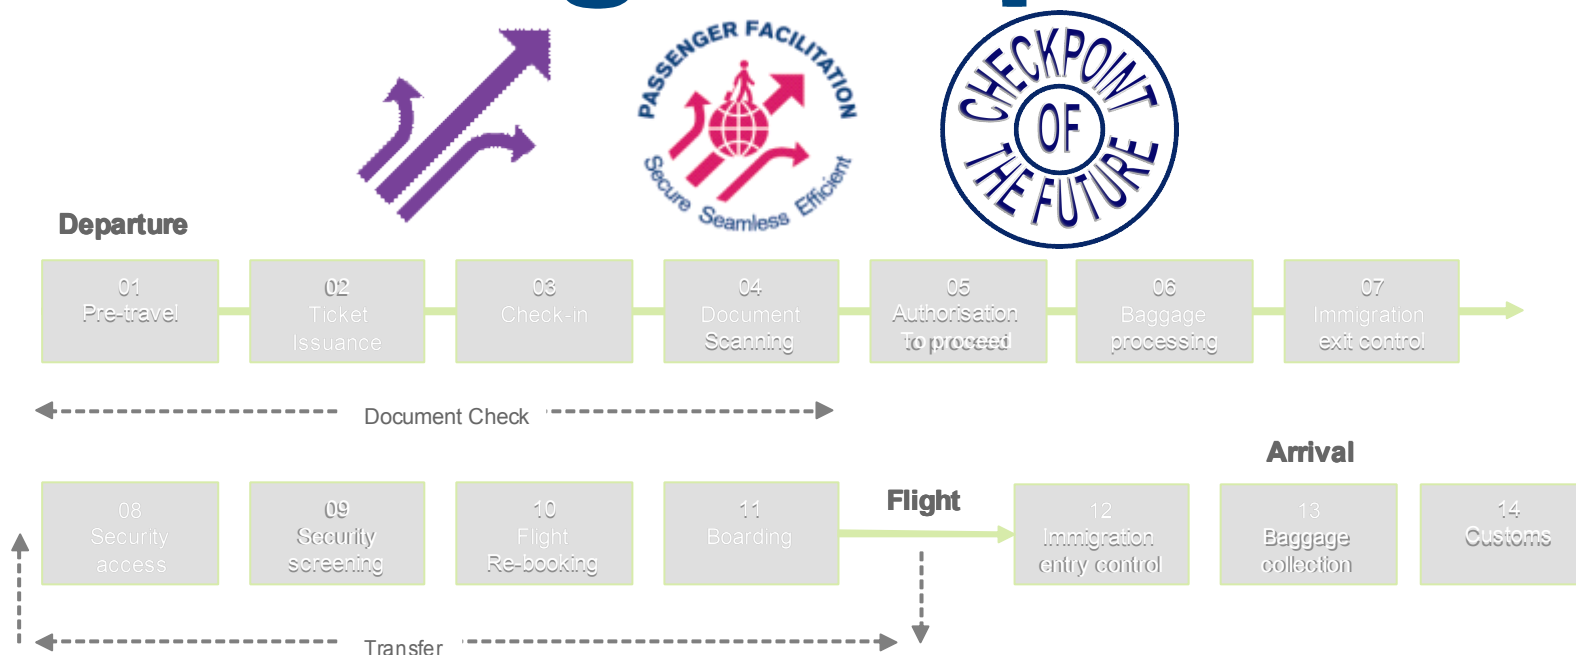 PASSENGER FACILITATION
Secure Seamless Efficient
CHECKPOINT
OF
THE FUTURE
Departure
01
Pre-travel
02
Ticket
Issuance
03
Check-in
04
Document
Scanning
05
Authorisation
To proceed
06
Baggage
processing
07
Immigration
exit control
Document Check
Arrival
08
Security
access
09
Security
screening
10
Flight
Re-booking
11
Boarding
Flight
12
Immigration
entry control
13
Baggage
collection
14
Customs
Transfer